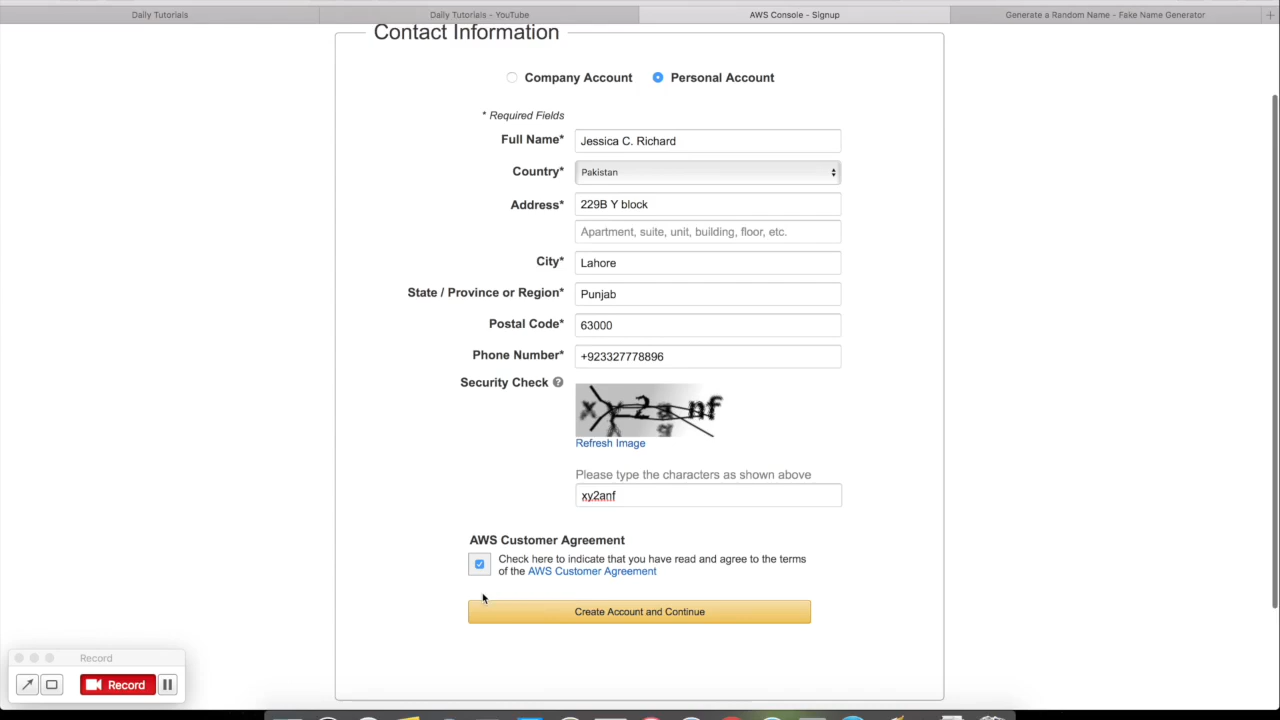 Daily Tutorials
Daily Tutorials - YouTube
AWS Console - Signup
Generate a Random Name - Fake Name Generator
Contact Information
Company Account
Personal Account
* Required Fields
Full Name* Jessica C. Richard
Country* Pakistan
Address* 229B Y block
Apartment, suite, unit, building, floor, etc.
City* Lahore
State / Province or Region* Punjab
Postal Code* 63000
Phone Number* +923327778896
Security Check ?
Refresh Image
Please type the characters as shown above
xy2anf
AWS Customer Agreement
Check here to indicate that you have read and agree to the terms
of the AWS Customer Agreement
Create Account and Continue
Record
Record